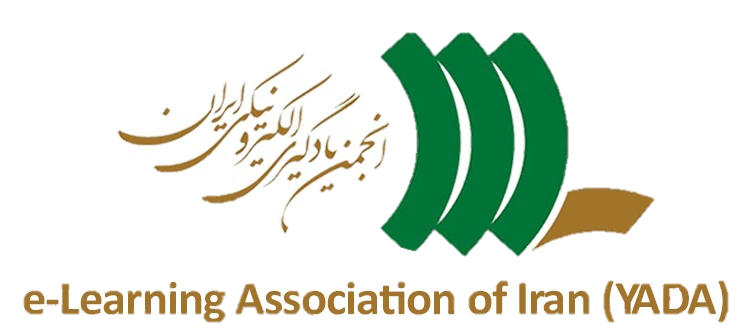 انجمن یادگیری الکترونیکی ایران
e-Learning Association of Iran (YADA)